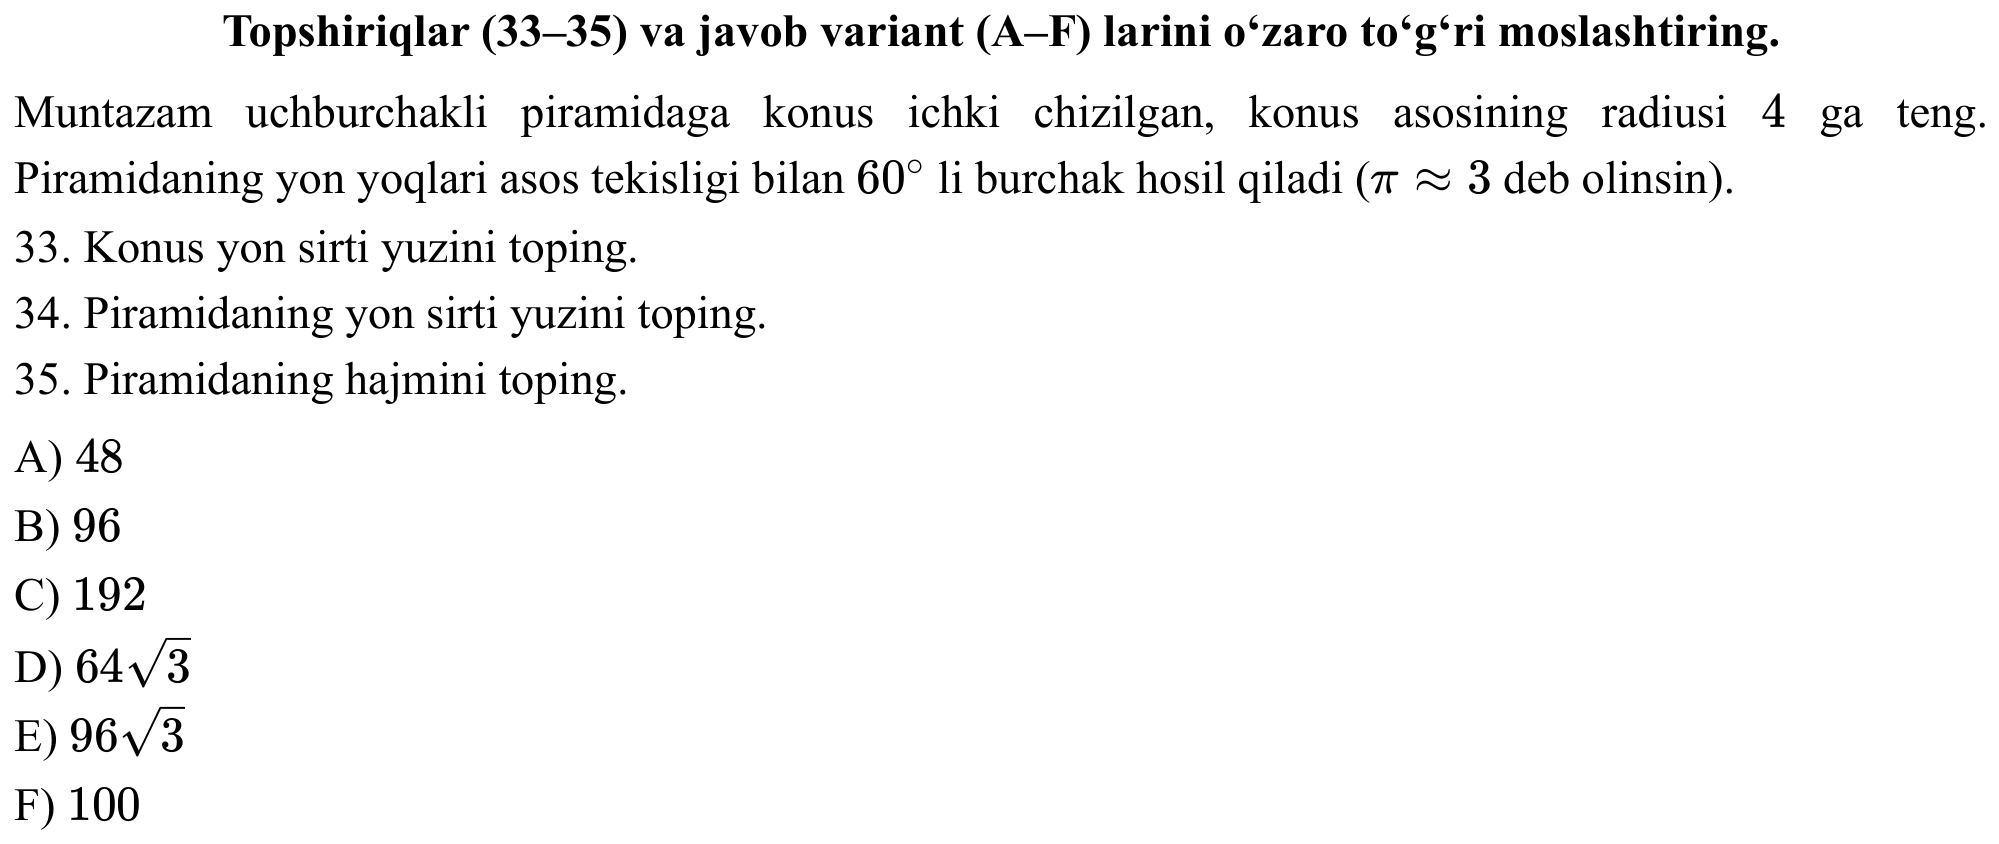 Topshiriqlar (33–35) va javob variant (A–F) larini o‘zaro to‘g‘ri moslashtiring.
Muntazam uchburchakli piramidaga konus ichki chizilgan, konus asosining radiusi 4 ga teng.
Piramidaning yon yoqlari asos tekisligi bilan 60° li burchak hosil qiladi (π ≈ 3 deb olinsin).
33. Konus yon sirti yuzini toping.
34. Piramidaning yon sirti yuzini toping.
35. Piramidaning hajmini toping.
A) 48
B) 96
C) 192
D) 64√3
E) 96√3
F) 100